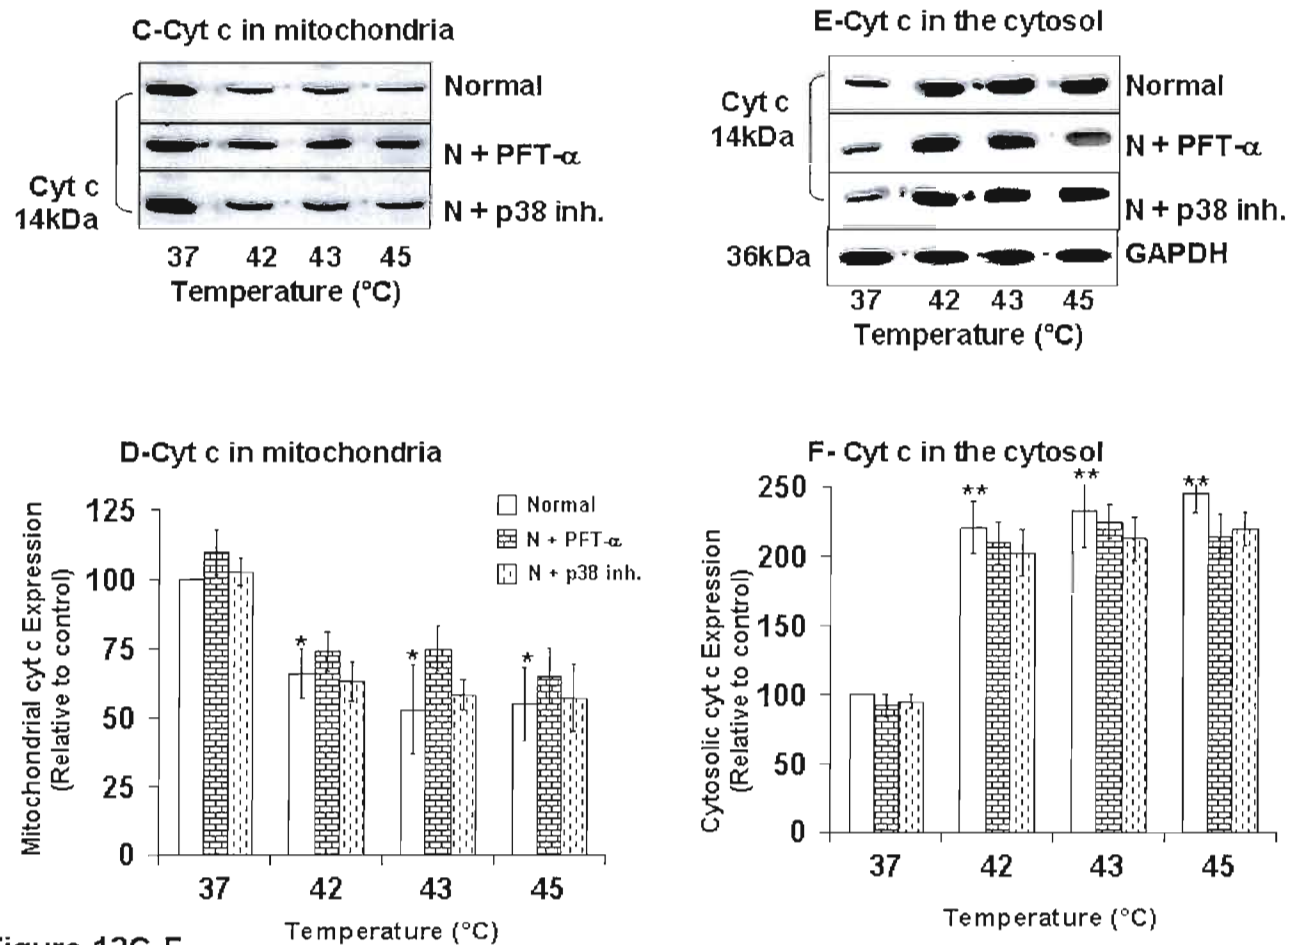 C-Cyt c in mitochondria
Normal
N + PFT-α
Cyt c
14kDa
N + p38 inh.
37 42 43 45
Temperature (°C)
E-Cyt c in the cytosol
Cyt c
14kDa
Normal
N + PFT-α
N + p38 inh.
36kDa
GAPDH
37 42 43 45
Temperature (°C)
D-Cyt c in mitochondria
Mitochondrial cyt c Expression
(Relative to control)
125
100
75
50
25
0
Normal
N + PFT-α
N + p38 inh.
*
*
*
37 42 43 45
Temperature (°C)
F- Cyt c in the cytosol
Cytosolic cyt c Expression
(Relative to control)
250
200
150
100
50
0
**
**
**
37 42 43 45
Temperature (°C)